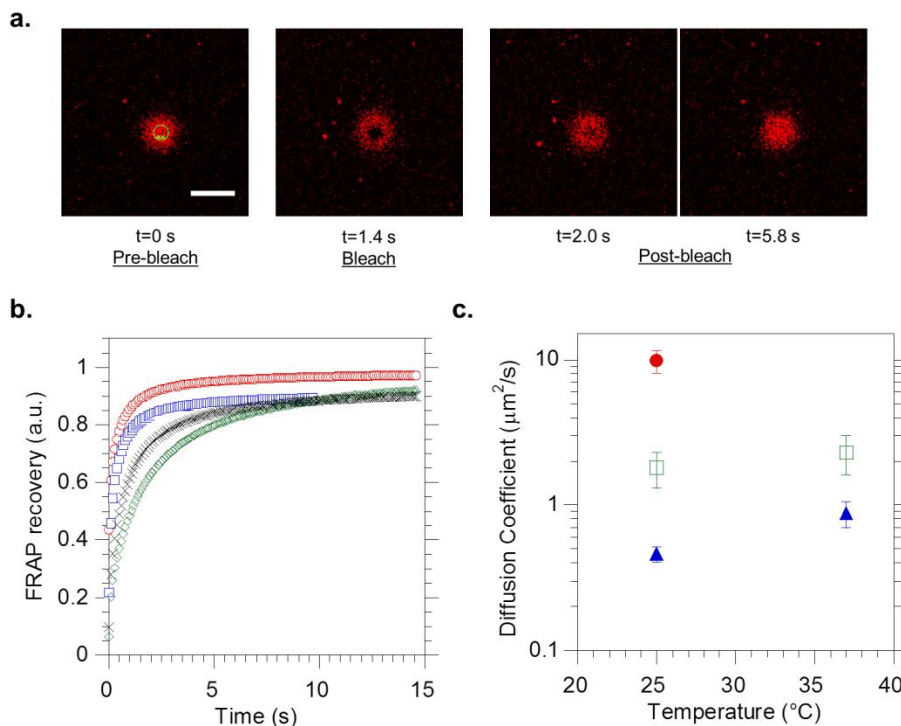 a.
t=0 s
Pre-bleach
t=1.4 s
Bleach
t=2.0 s
t=5.8 s
Post-bleach
b.
FRAP recovery (a.u.)
1
0.8
0.6
0.4
0.2
0
0 5 10 15
Time (s)
c.
Diffusion Coefficient (μm²/s)
10
1
0.1
20 25 30 35 40
Temperature (°C)